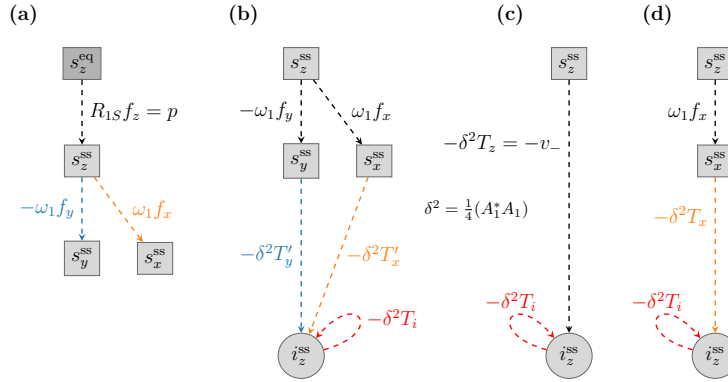 (a)
s_z^eq
R_{1S} f_z = p
s_z^ss
-ω_1 f_y
ω_1 f_x
s_y^ss
s_x^ss
(b)
s_z^ss
-ω_1 f_y
ω_1 f_x
s_y^ss
s_x^ss
-δ^2 T'_y
-δ^2 T'_x
-δ^2 T_i
i_z^ss
(c)
s_z^ss
-δ^2 T_z = -v_-
δ^2 = 1/4 (A_1^* A_1)
-δ^2 T_i
i_z^ss
(d)
s_z^ss
ω_1 f_x
s_x^ss
-δ^2 T_x
-δ^2 T_i
i_z^ss